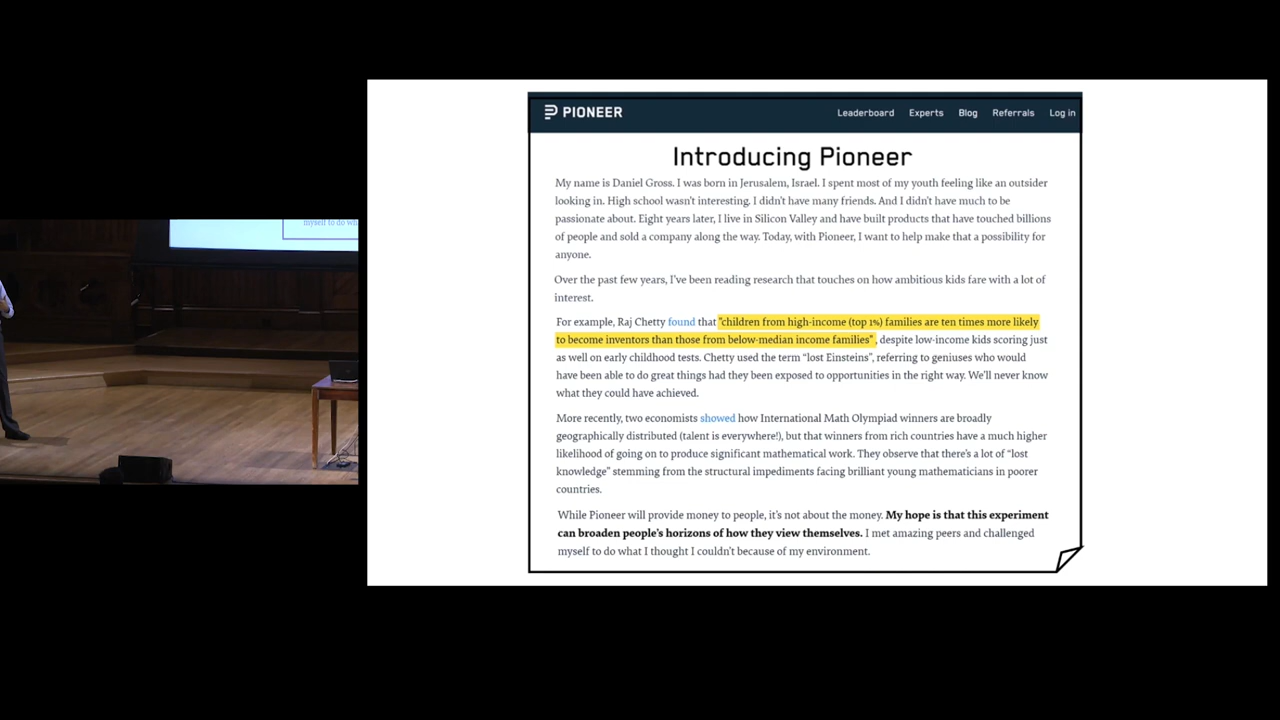 myself to do wh
PIONEER
Leaderboard Experts Blog Referrals Log in
Introducing Pioneer
My name is Daniel Gross. I was born in Jerusalem, Israel. I spent most of my youth feeling like an outsider
looking in. High school wasn't interesting. I didn't have many friends. And I didn't have much to be
passionate about. Eight years later, I live in Silicon Valley and have built products that have touched billions
of people and sold a company along the way. Today, with Pioneer, I want to help make that a possibility for
anyone.
Over the past few years, I've been reading research that touches on how ambitious kids fare with a lot of
interest.
For example, Raj Chetty found that "children from high-income (top 1%) families are ten times more likely
to become inventors than those from below-median income families" , despite low-income kids scoring just
as well on early childhood tests. Chetty used the term “lost Einsteins”, referring to geniuses who would
have been able to do great things had they been exposed to opportunities in the right way. We'll never know
what they could have achieved.
More recently, two economists showed how International Math Olympiad winners are broadly
geographically distributed (talent is everywhere!), but that winners from rich countries have a much higher
likelihood of going on to produce significant mathematical work. They observe that there's a lot of “lost
knowledge” stemming from the structural impediments facing brilliant young mathematicians in poorer
countries.
While Pioneer will provide money to people, it's not about the money. My hope is that this experiment
can broaden people's horizons of how they view themselves. I met amazing peers and challenged
myself to do what I thought I couldn't because of my environment.